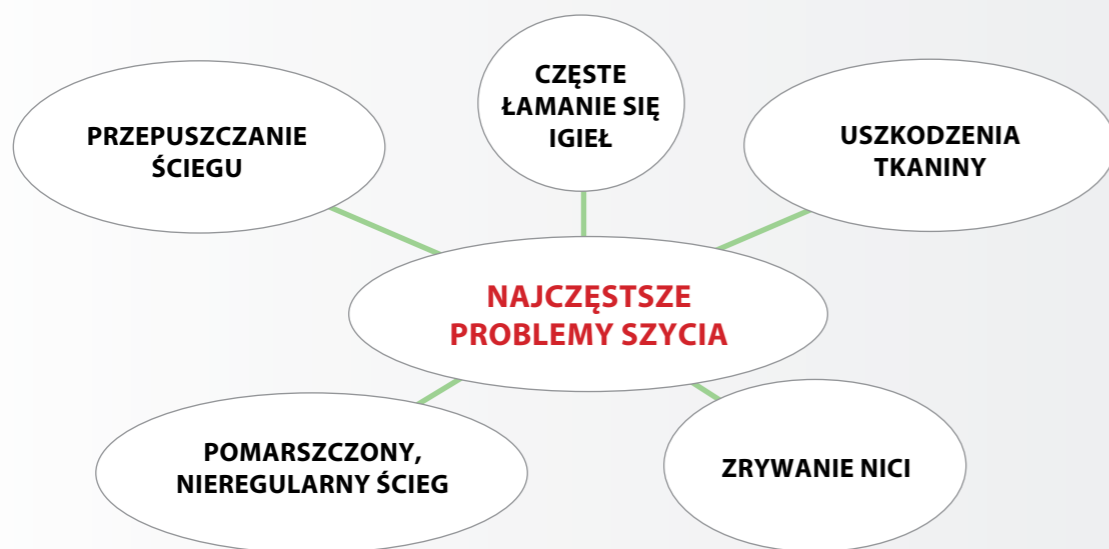 CZĘSTE
ŁAMANIE SIĘ
IGIEŁ
PRZEPUSZCZANIE
ŚCIEGU
USZKODZENIA
TKANINY
NAJCZĘSTSZE
PROBLEMY SZYCIA
POMARSZCZONY,
NIEREGULARNY ŚCIEG
ZRYWANIE NICI